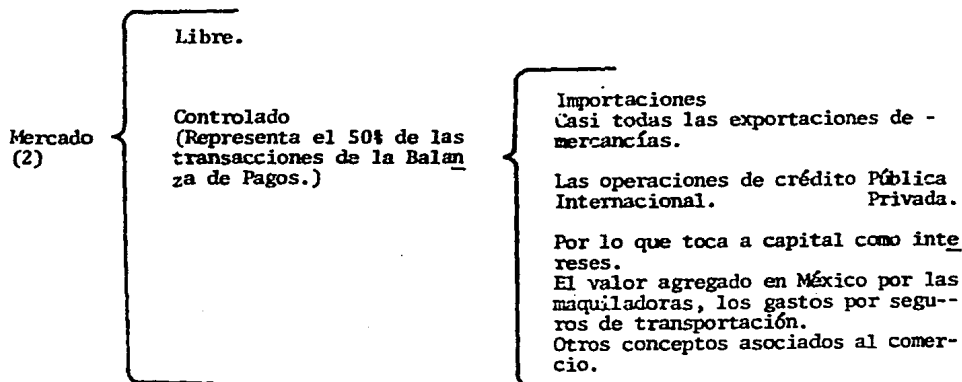 Libre.
Mercado
(2)
Controlado
(Representa el 50% de las
transacciones de la Balan
za de Pagos.)
Importaciones
Casi todas las exportaciones de -
mercancías.
Las operaciones de crédito Pública
Internacional. Privada.
Por lo que toca a capital como inte
reses.
El valor agregado en México por las
maquiladoras, los gastos por segu--
ros de transportación.
Otros conceptos asociados al comer-
cio.